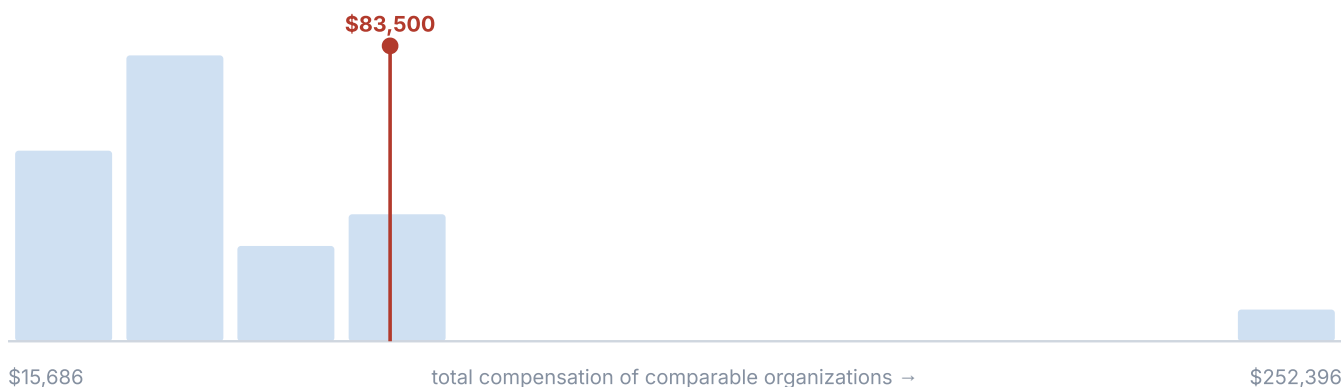 $83,500
$15,686
total compensation of comparable organizations →
$252,396